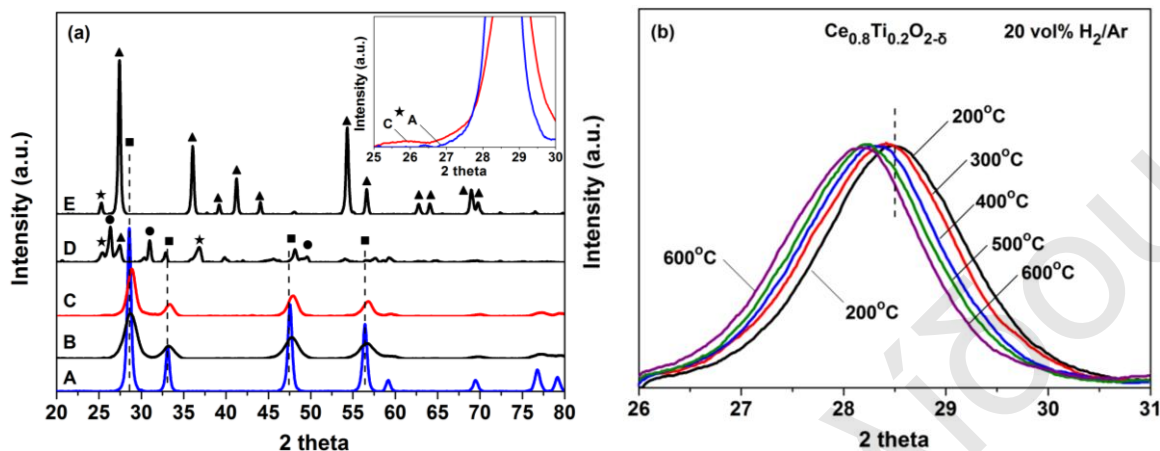 (a)
Intensity (a.u.)
E
D
C
B
A
20 25 30 35 40 45 50 55 60 65 70 75 80
2 theta
Intensity (a.u.)
C
A
25 26 27 28 29 30
2 theta
(b)
Ce0.8Ti0.2O2-δ
20 vol% H2/Ar
Intensity (a.u.)
200°C
300°C
400°C
500°C
600°C
600°C
200°C
26 27 28 29 30 31
2 theta